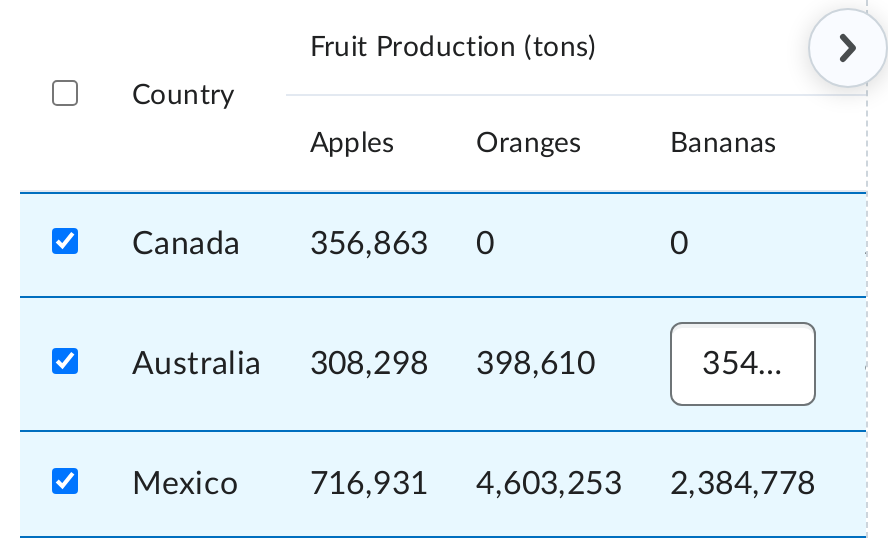 Fruit Production (tons)
Country
Apples Oranges Bananas
Canada 356,863 0 0
Australia 308,298 398,610 354...
Mexico 716,931 4,603,253 2,384,778